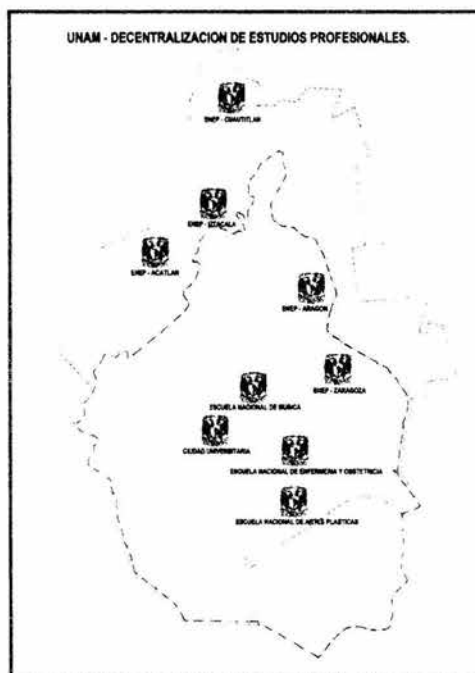 UNAM - DECENTRALIZACION DE ESTUDIOS PROFESIONALES.
ENEP - CUAUTITLAN
ENEP - IZTACALA
ENEP - ACATLAN
ENEP - ARAGON
ENEP - ZARAGOZA
ESCUELA NACIONAL DE MUSICA
CIUDAD UNIVERSITARIA
ESCUELA NACIONAL DE ENFERMERIA Y OBSTETRICIA
ESCUELA NACIONAL DE ARTES PLASTICAS